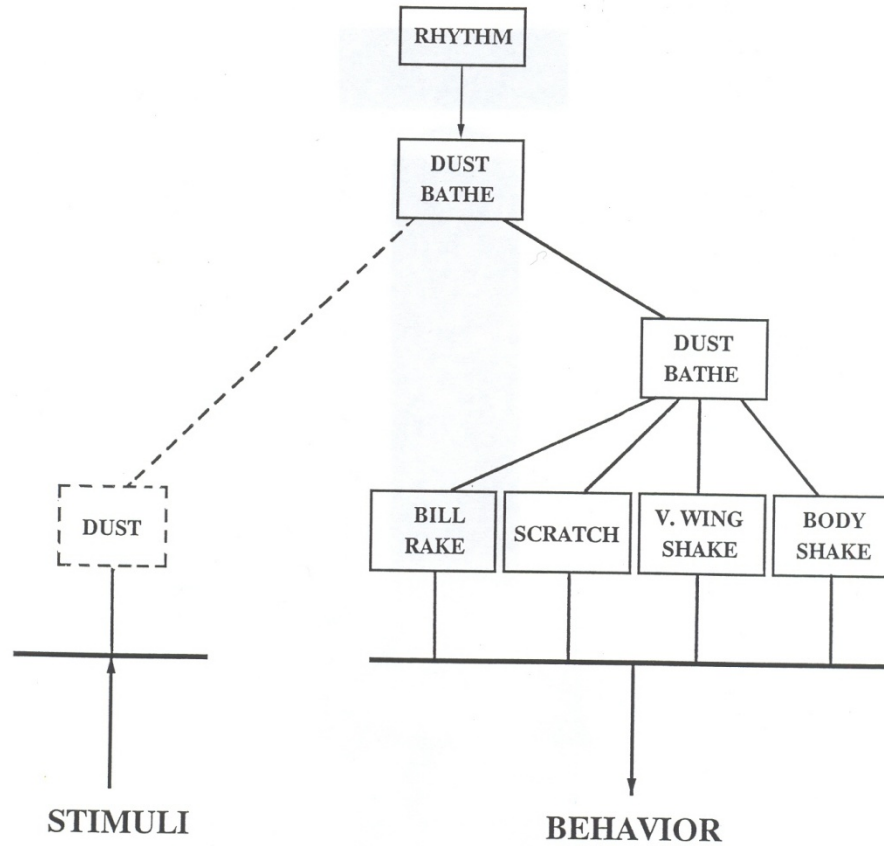 RHYTHM
DUST
BATHE
DUST
BATHE
DUST
BILL
RAKE
SCRATCH
V. WING
SHAKE
BODY
SHAKE
STIMULI
BEHAVIOR